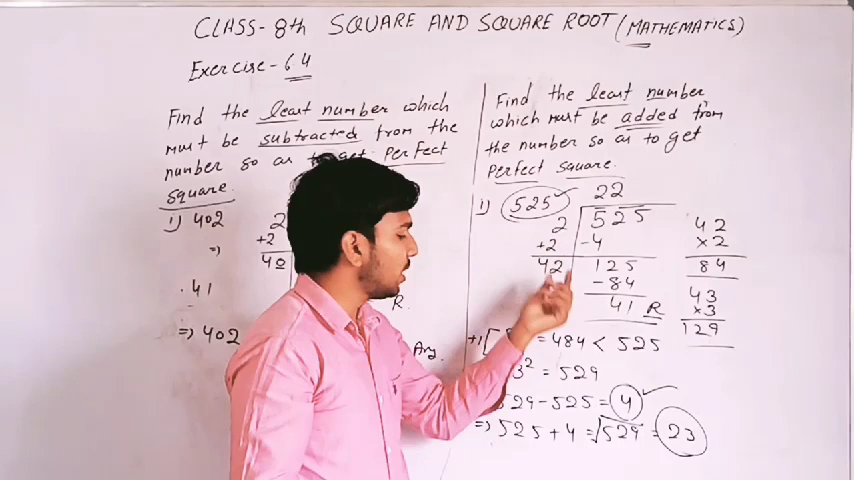 CLASS-8th SQUARE AND SQUARE ROOT (MATHEMATICS)
Exercise-6.4
Find the least number which
must be subtracted from the
number so as to get Perfect
square.
i) 402 2
=> +2
40
41 R.
=> 402 Any
Find the least number
which must be added from
the number so as to get
Perfect square.
i) 525 22
2 525 42
+2 -4 ×2
42 125 84
-84 43
41 R ×3
129
+1 = 484 < 525
3² = 529
529-525 = 4
=> 525 + 4 = √529 = 23